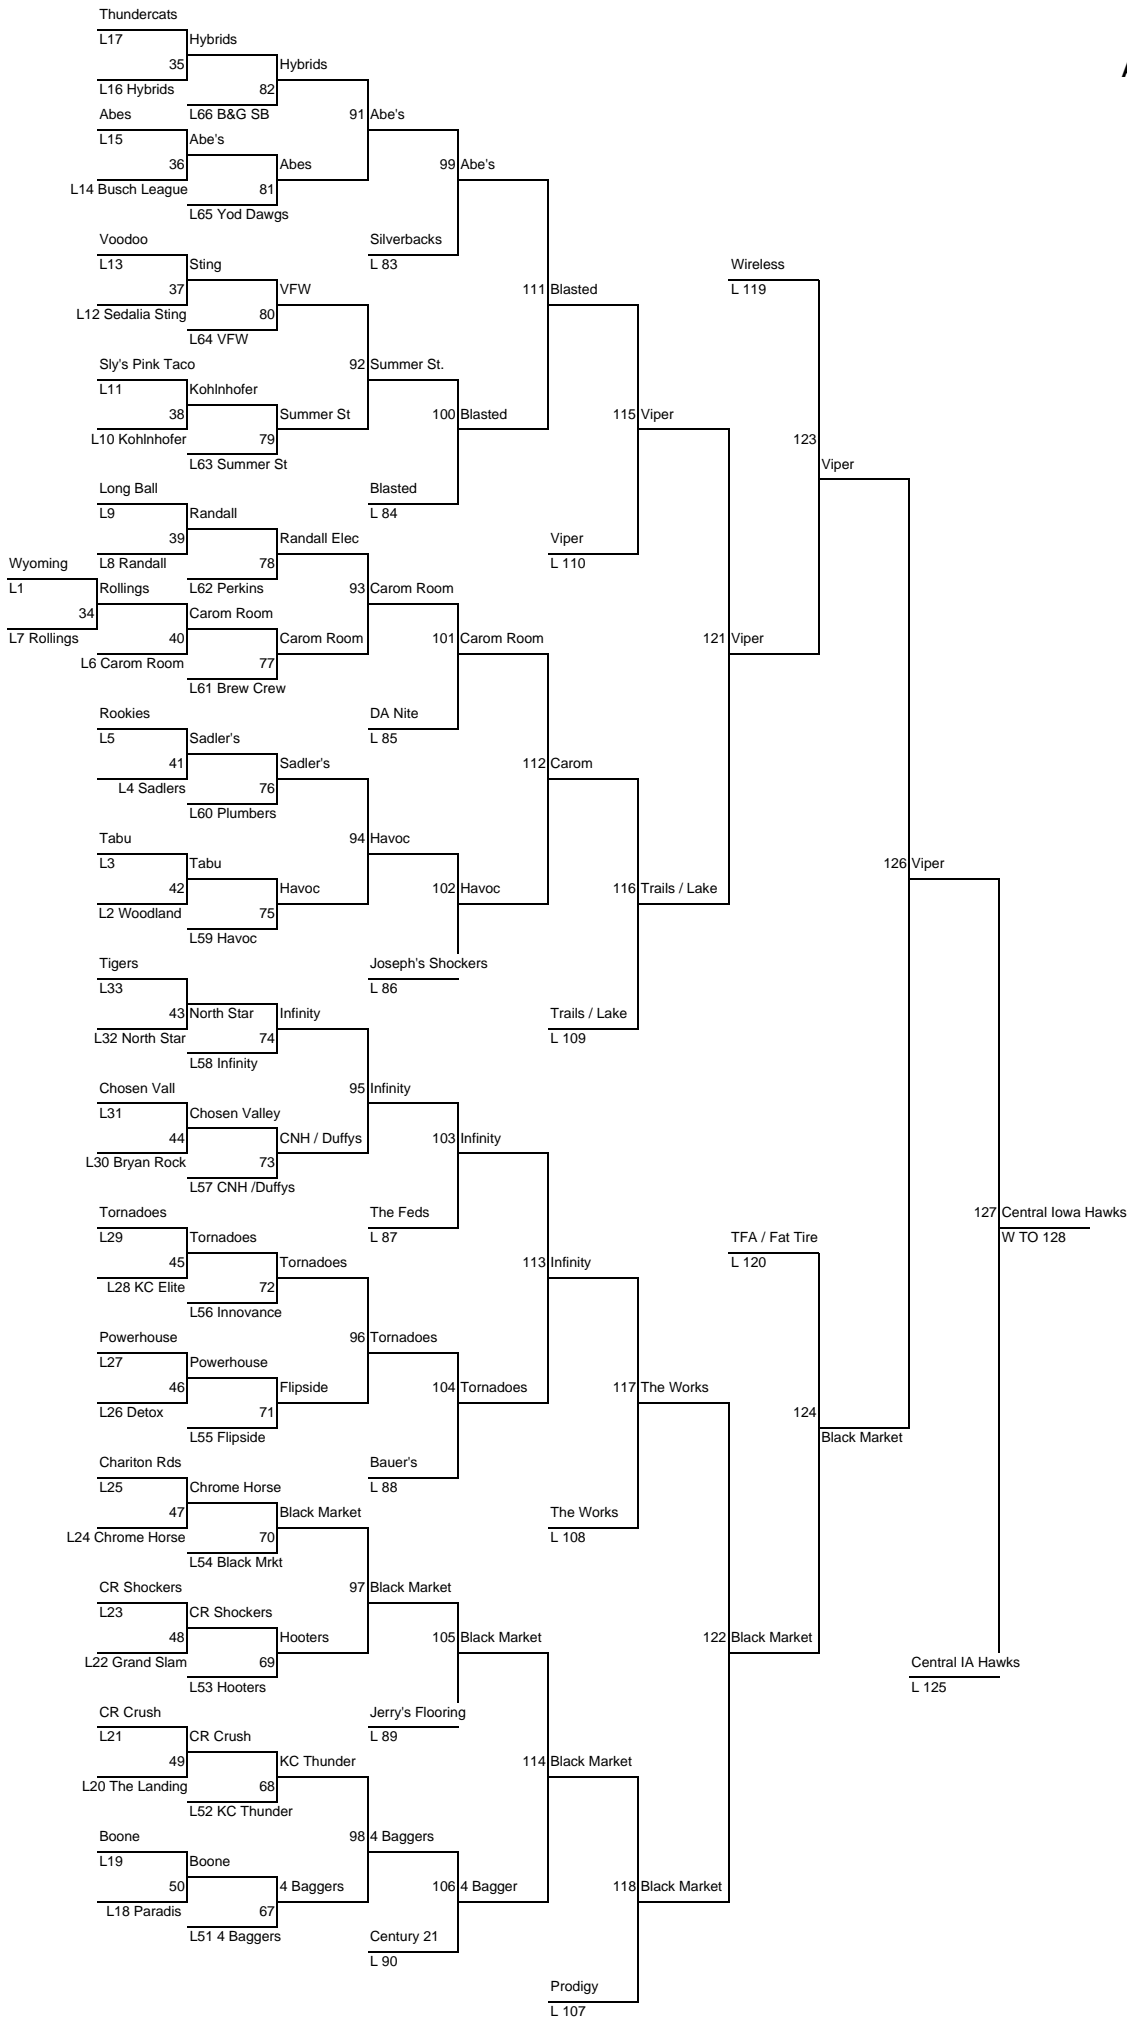 Thundercats
L17 Hybrids
35 Hybrids
L16 Hybrids 82
Abes L66 B&G SB 91 Abe's
L15 Abe's
36 Abes 99 Abe's
L14 Busch League 81
L65 Yod Dawgs
Voodoo Silverbacks
L13 Sting L 83 Wireless
37 VFW 111 Blasted L 119
L12 Sedalia Sting 80
L64 VFW
Sly's Pink Taco 92 Summer St.
L11 Kohlnhofer
38 Summer St 100 Blasted 115 Viper
L10 Kohlnhofer 79 123
L63 Summer St Viper
Long Ball Blasted
L9 Randall L 84
39 Randall Elec Viper
Wyoming L8 Randall 78 L 110
L1 Rollings L62 Perkins 93 Carom Room
34 Carom Room
L7 Rollings 40 Carom Room 101 Carom Room 121 Viper
L6 Carom Room 77
L61 Brew Crew
Rookies DA Nite
L5 Sadler's L 85
41 Sadler's 112 Carom
L4 Sadlers 76
L60 Plumbers
Tabu 94 Havoc
L3 Tabu 126 Viper
42 Havoc 102 Havoc 116 Trails / Lake
L2 Woodland 75
L59 Havoc
Tigers Joseph's Shockers
L33 L 86
43 North Star Infinity Trails / Lake
L32 North Star 74 L 109
L58 Infinity
Chosen Vall 95 Infinity
L31 Chosen Valley
44 CNH / Duffys 103 Infinity
L30 Bryan Rock 73
L57 CNH /Duffys
Tornadoes The Feds 127 Central Iowa Hawks
L29 Tornadoes L 87 TFA / Fat Tire W TO 128
45 Tornadoes 113 Infinity L 120
L28 KC Elite 72
L56 Innovance
Powerhouse 96 Tornadoes
L27 Powerhouse
46 Flipside 104 Tornadoes 117 The Works
L26 Detox 71 124
L55 Flipside Black Market
Chariton Rds Bauer's
L25 Chrome Horse L 88
47 Black Market The Works
L24 Chrome Horse 70 L 108
L54 Black Mrkt
CR Shockers 97 Black Market
L23 CR Shockers
48 Hooters 105 Black Market 122 Black Market
L22 Grand Slam 69 Central IA Hawks
L53 Hooters L 125
CR Crush Jerry's Flooring
L21 CR Crush L 89
49 KC Thunder 114 Black Market
L20 The Landing 68
L52 KC Thunder
Boone 98 4 Baggers
L19 Boone
50 4 Baggers 106 4 Bagger 118 Black Market
L18 Paradis 67
L51 4 Baggers Century 21
L 90
Prodigy
L 107